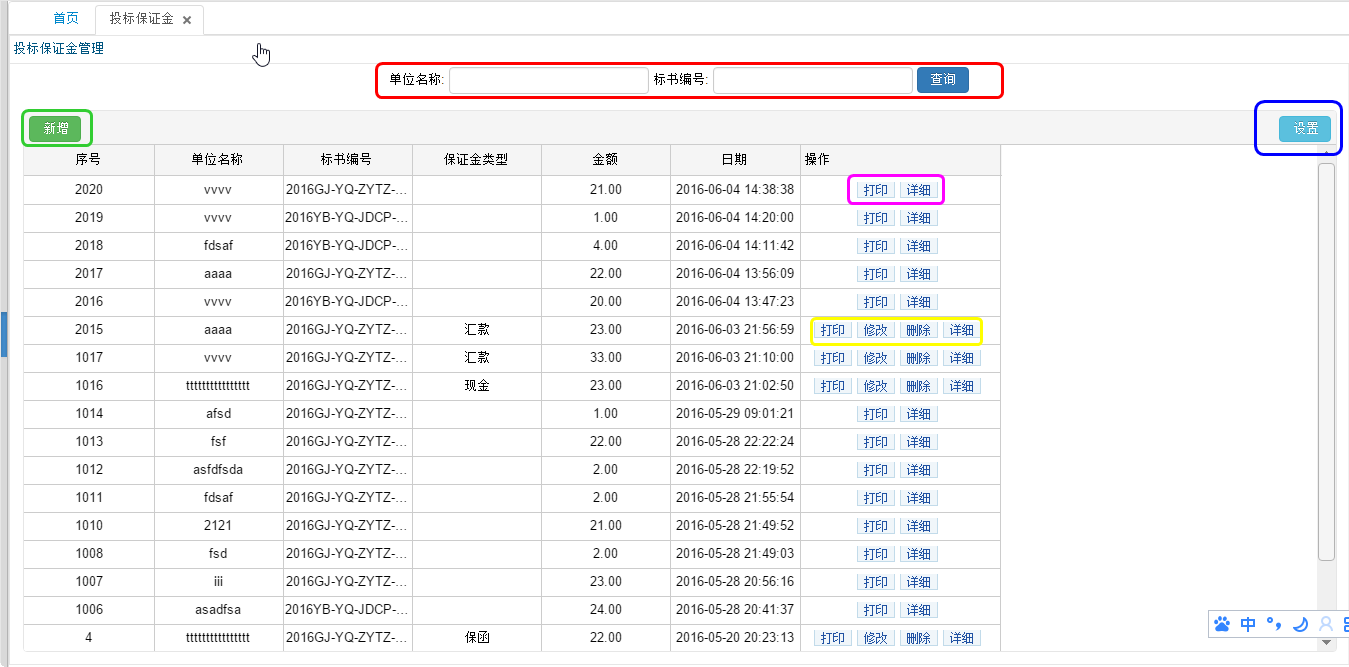 首页 投标保证金 ×
投标保证金管理
单位名称: 标书编号: 查询
新增 设置
序号 单位名称 标书编号 保证金类型 金额 日期 操作
2020 vvvv 2016GJ-YQ-ZYTZ-... 21.00 2016-06-04 14:38:38 打印 详细
2019 vvvv 2016YB-YQ-JDCP-... 1.00 2016-06-04 14:20:00 打印 详细
2018 fdsaf 2016YB-YQ-JDCP-... 4.00 2016-06-04 14:11:42 打印 详细
2017 aaaa 2016GJ-YQ-ZYTZ-... 22.00 2016-06-04 13:56:09 打印 详细
2016 vvvv 2016YB-YQ-JDCP-... 20.00 2016-06-04 13:47:23 打印 详细
2015 aaaa 2016GJ-YQ-ZYTZ-... 汇款 23.00 2016-06-03 21:56:59 打印 修改 删除 详细
1017 vvvv 2016GJ-YQ-ZYTZ-... 汇款 33.00 2016-06-03 21:10:00 打印 修改 删除 详细
1016 tttttttttttttttt 2016GJ-YQ-ZYTZ-... 现金 23.00 2016-06-03 21:02:50 打印 修改 删除 详细
1014 afsd 2016GJ-YQ-ZYTZ-... 1.00 2016-05-29 09:01:21 打印 详细
1013 fsf 2016GJ-YQ-ZYTZ-... 22.00 2016-05-28 22:22:24 打印 详细
1012 asfdfsda 2016GJ-YQ-ZYTZ-... 2.00 2016-05-28 22:19:52 打印 详细
1011 fdsaf 2016GJ-YQ-ZYTZ-... 2.00 2016-05-28 21:55:54 打印 详细
1010 2121 2016GJ-YQ-ZYTZ-... 21.00 2016-05-28 21:49:52 打印 详细
1008 fsd 2016GJ-YQ-ZYTZ-... 2.00 2016-05-28 21:49:03 打印 详细
1007 iii 2016GJ-YQ-ZYTZ-... 23.00 2016-05-28 20:56:16 打印 详细
1006 asadfsa 2016YB-YQ-JDCP-... 24.00 2016-05-28 20:41:37 打印 详细
4 tttttttttttttttt 2016GJ-YQ-ZYTZ-... 保函 22.00 2016-05-20 20:23:13 打印 修改 删除 详细
中 °,